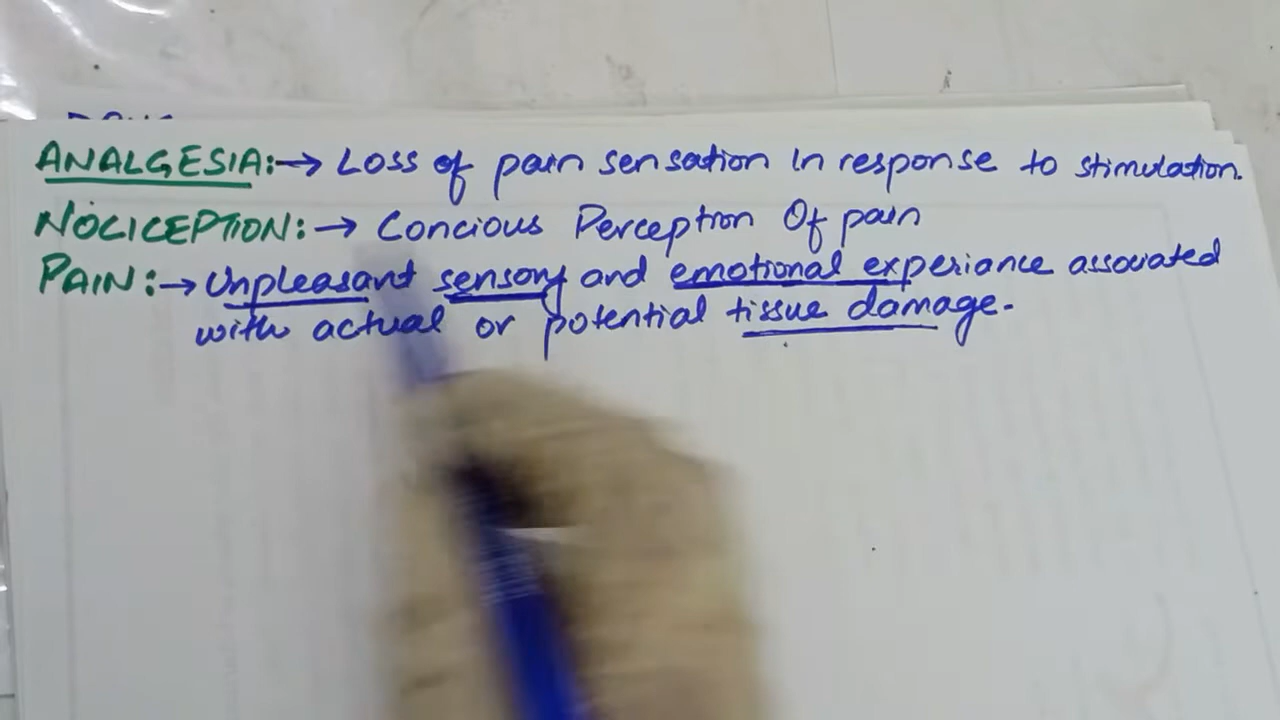 ANALGESIA:→ Loss of pain sensation in response to stimulation.
NOCICEPTION:→ Concious Perception Of pain
PAIN:→ Unpleasant sensory and emotional experiance associated
with actual or potential tissue damage.